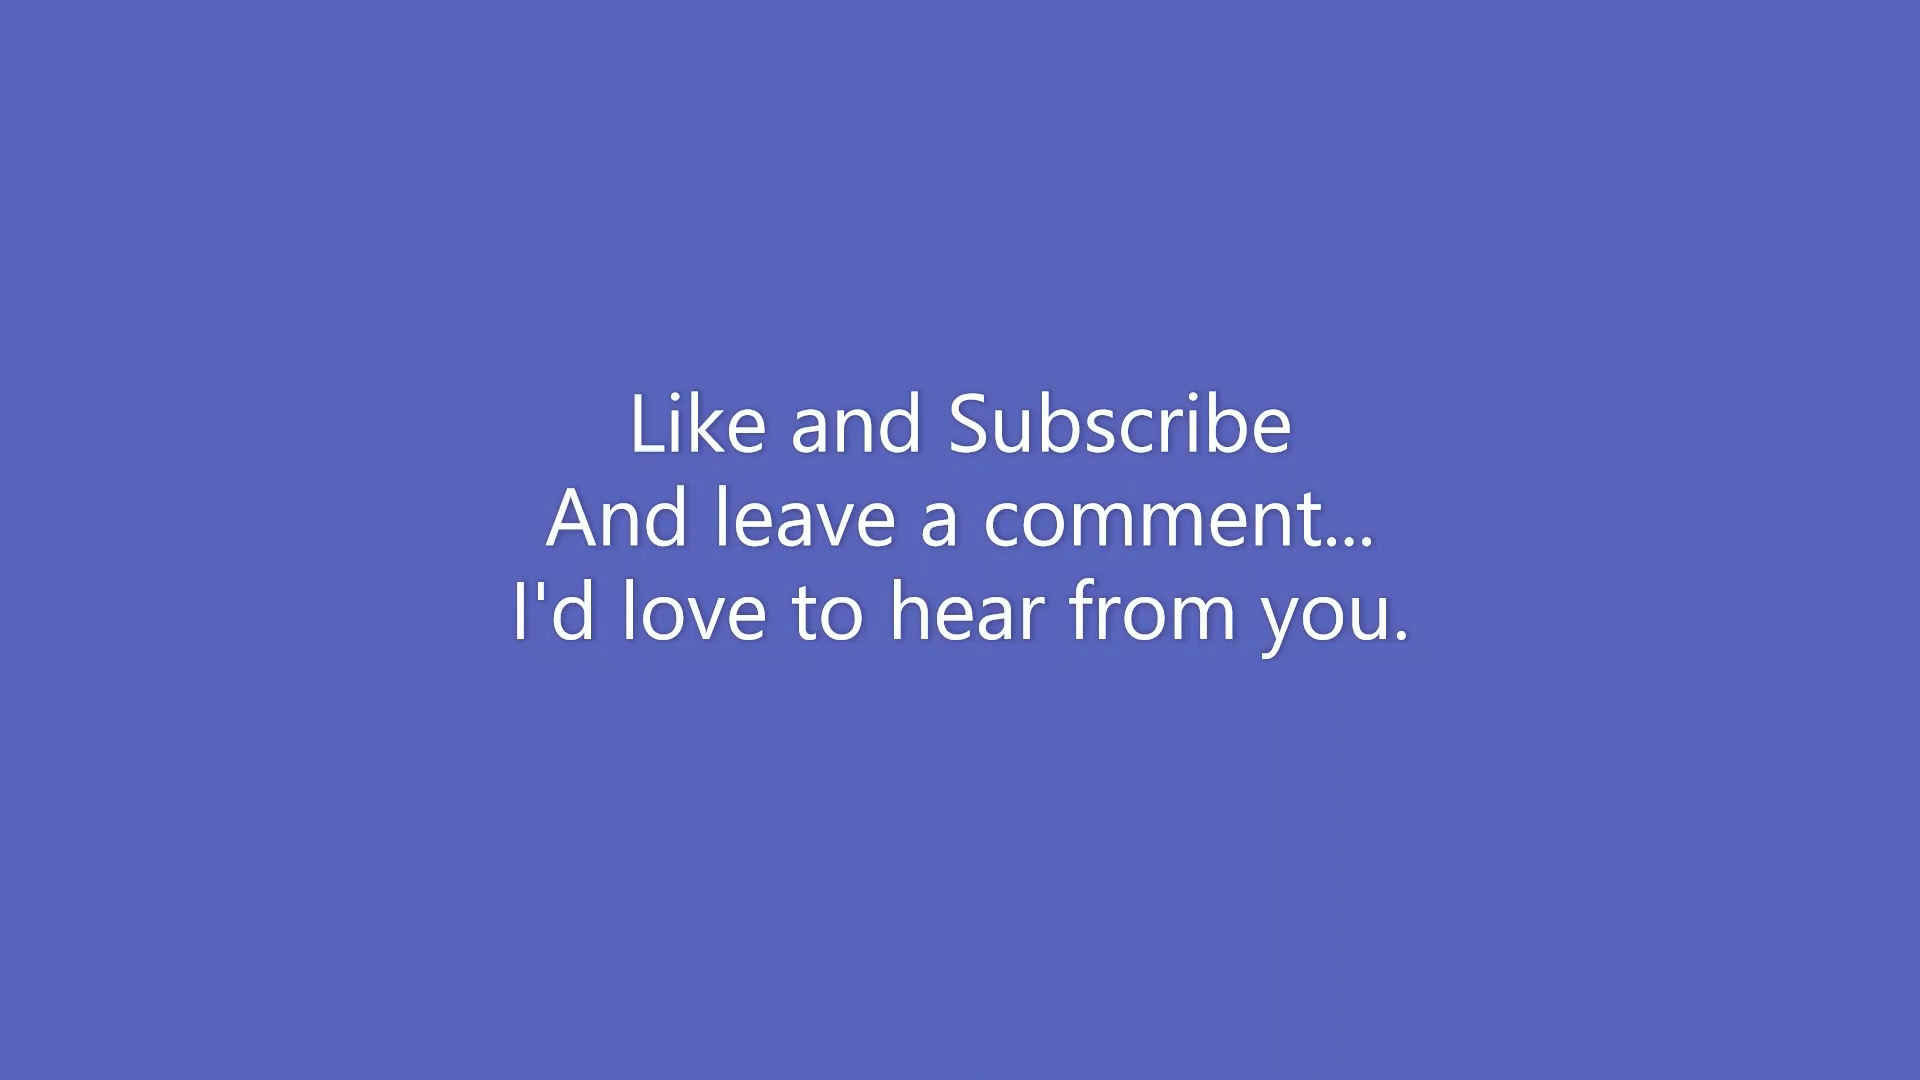 Like and Subscribe
And leave a comment...
I'd love to hear from you.